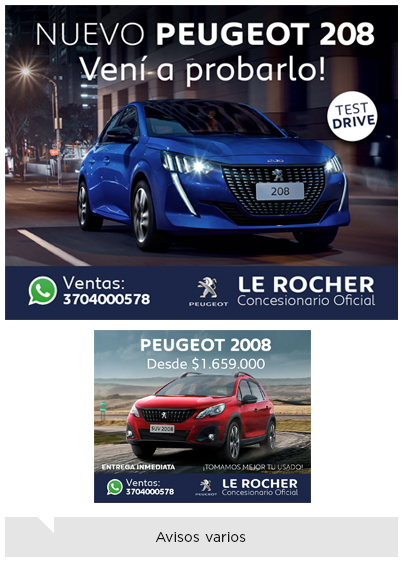 NUEVO PEUGEOT 208
Vení a probarlo!
TEST
DRIVE
208
208
Ventas:
3704000578
PEUGEOT
LE ROCHER
Concesionario Oficial
PEUGEOT 2008
Desde $1.659.000
SUV 2008
ENTREGA INMEDIATA
¡TOMAMOS MEJOR TU USADO!
Ventas:
3704000578
PEUGEOT
LE ROCHER
Concesionario Oficial
Avisos varios